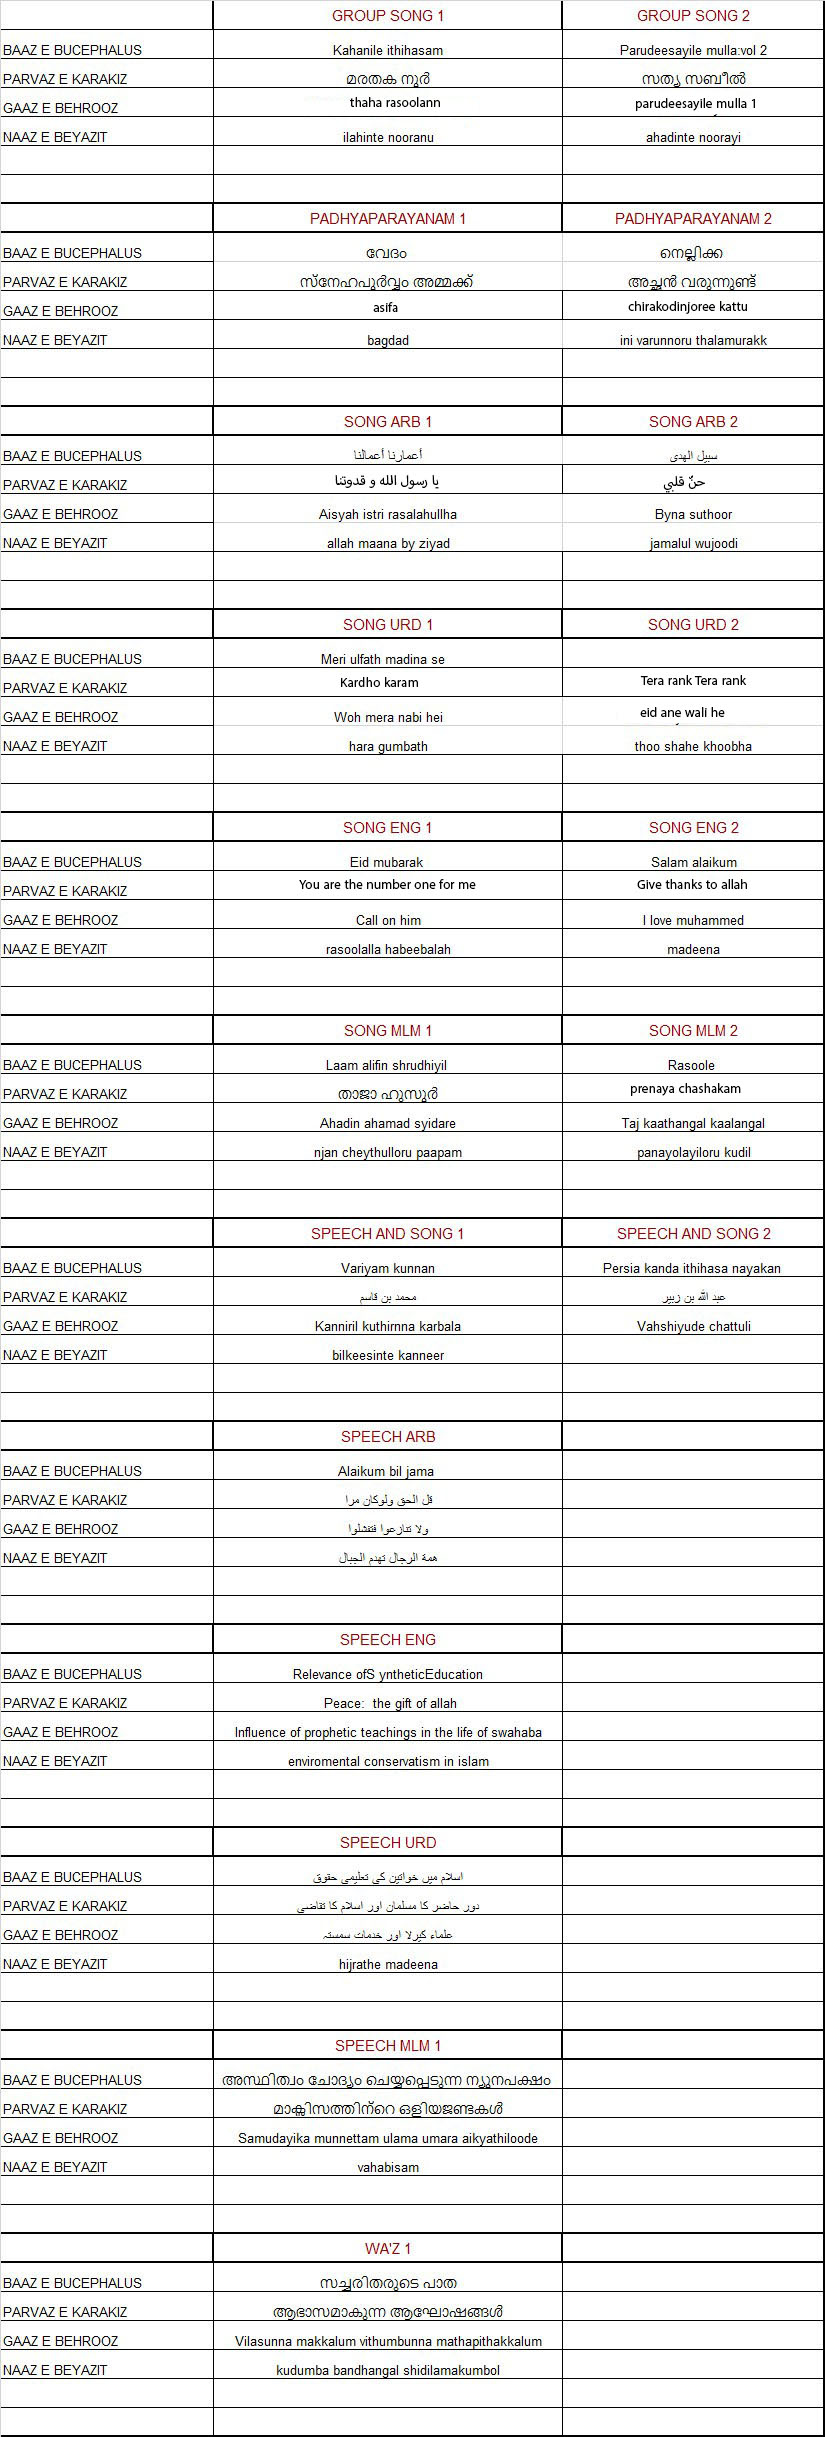 GROUP SONG 1 GROUP SONG 2
BAAZ E BUCEPHALUS Kahanile ithihasam Parudeesayile mulla:vol 2
PARVAZ E KARAKIZ മരതക നൂർ സത്യ സബീൽ
GAAZ E BEHROOZ thaha rasoolann parudeesayile mulla 1
NAAZ E BEYAZIT ilahinte nooranu ahadinte noorayi
PADHYAPARAYANAM 1 PADHYAPARAYANAM 2
BAAZ E BUCEPHALUS വേദം നെല്ലിക്ക
PARVAZ E KARAKIZ സ്നേഹപൂർവ്വം അമ്മക്ക് അച്ഛൻ വരുന്നുണ്ട്
GAAZ E BEHROOZ asifa chirakodinjoree kattu
NAAZ E BEYAZIT bagdad ini varunnoru thalamurakk
SONG ARB 1 SONG ARB 2
BAAZ E BUCEPHALUS أعمارنا أعمالنا سبيل الهدى
PARVAZ E KARAKIZ يا رسول الله و قدوتنا حنّ قلبي
GAAZ E BEHROOZ Aisyah istri rasalahullha Byna suthoor
NAAZ E BEYAZIT allah maana by ziyad jamalul wujoodi
SONG URD 1 SONG URD 2
BAAZ E BUCEPHALUS Meri ulfath madina se
PARVAZ E KARAKIZ Kardho karam Tera rank Tera rank
GAAZ E BEHROOZ Woh mera nabi hei eid ane wali he
NAAZ E BEYAZIT hara gumbath thoo shahe khoobha
SONG ENG 1 SONG ENG 2
BAAZ E BUCEPHALUS Eid mubarak Salam alaikum
PARVAZ E KARAKIZ You are the number one for me Give thanks to allah
GAAZ E BEHROOZ Call on him I love muhammed
NAAZ E BEYAZIT rasoolalla habeebalah madeena
SONG MLM 1 SONG MLM 2
BAAZ E BUCEPHALUS Laam alifin shrudhiyil Rasoole
PARVAZ E KARAKIZ താജാ ഹുസൂർ prenaya chashakam
GAAZ E BEHROOZ Ahadin ahamad syidare Taj kaathangal kaalangal
NAAZ E BEYAZIT njan cheythulloru paapam panayolayiloru kudil
SPEECH AND SONG 1 SPEECH AND SONG 2
BAAZ E BUCEPHALUS Variyam kunnan Persia kanda ithihasa nayakan
PARVAZ E KARAKIZ محمد بن قاسم عبد الله بن زبير
GAAZ E BEHROOZ Kanniril kuthirnna karbala Vahshiyude chattuli
NAAZ E BEYAZIT bilkeesinte kanneer
SPEECH ARB
BAAZ E BUCEPHALUS Alaikum bil jama
PARVAZ E KARAKIZ قل الحق ولوكان مرا
GAAZ E BEHROOZ ولا تنازعوا فتفشلوا
NAAZ E BEYAZIT همة الرجال تهدم الجبال
SPEECH ENG
BAAZ E BUCEPHALUS Relevance ofS yntheticEducation
PARVAZ E KARAKIZ Peace: the gift of allah
GAAZ E BEHROOZ Influence of prophetic teachings in the life of swahaba
NAAZ E BEYAZIT enviromental conservatism in islam
SPEECH URD
BAAZ E BUCEPHALUS اسلام میں خواتین کی تعلیمی حقوق
PARVAZ E KARAKIZ دور حاضر کا مسلمان اور اسلام کا تقاضی
GAAZ E BEHROOZ علماء کیرلا اور خدمات سمستہ
NAAZ E BEYAZIT hijrathe madeena
SPEECH MLM 1
BAAZ E BUCEPHALUS അസ്ഥിത്വം ചോദ്യം ചെയ്യപ്പെടുന്ന ന്യൂനപക്ഷം
PARVAZ E KARAKIZ മാക്സിസത്തിന്റെ ഒളിയജണ്ടകൾ
GAAZ E BEHROOZ Samudayika munnettam ulama umara aikyathiloode
NAAZ E BEYAZIT vahabisam
WA'Z 1
BAAZ E BUCEPHALUS സച്ചരിതരുടെ പാത
PARVAZ E KARAKIZ ആഭാസമാകുന്ന ആഘോഷങ്ങൾ
GAAZ E BEHROOZ Vilasunna makkalum vithumbunna mathapithakkalum
NAAZ E BEYAZIT kudumba bandhangal shidilamakumbol